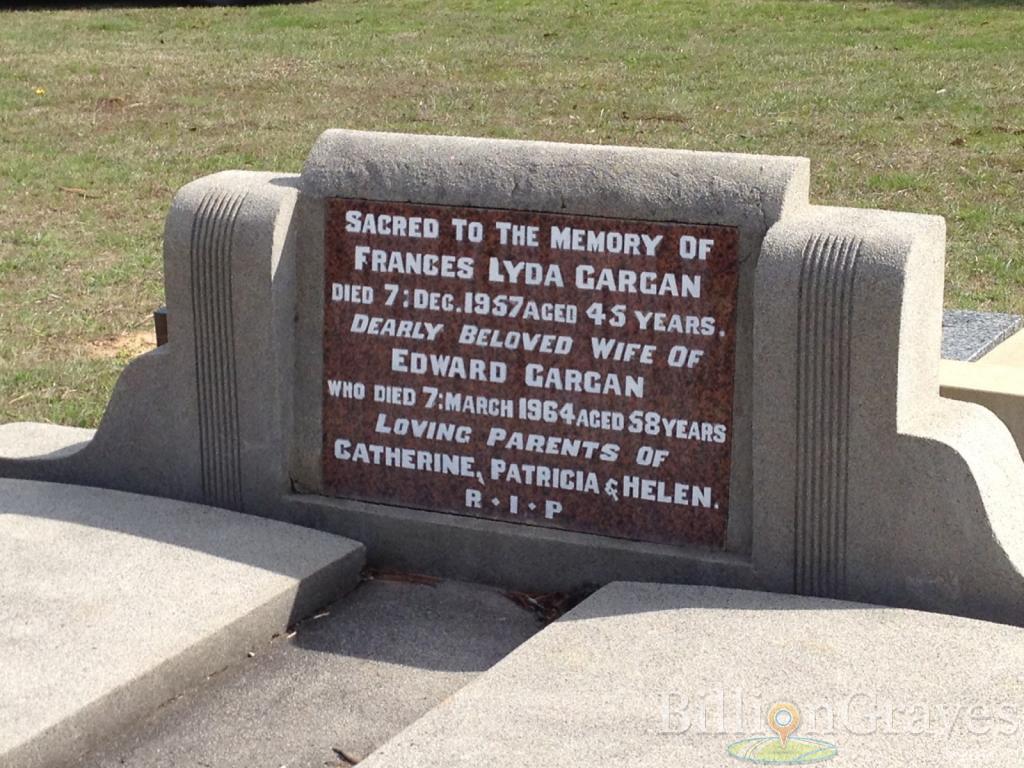 SACRED TO THE MEMORY OF
FRANCES LYDA GARGAN
DIED 7: DEC. 1957 AGED 45 YEARS.
DEARLY BELOVED WIFE OF
EDWARD GARGAN
WHO DIED 7: MARCH 1964 AGED 58 YEARS
LOVING PARENTS OF
CATHERINE, PATRICIA & HELEN.
R · I · P
BillionGraves